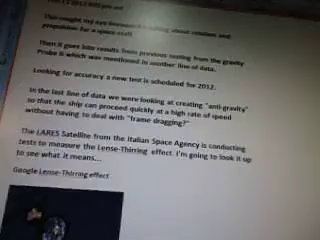 This caught my eye because it talking about rotation and
propulsion for a space craft.
Then it goes into results from previous testing from the gravity
Probe B which was mentioned in another line of data.
Looking for accuracy a new test is scheduled for 2012.
In the last line of data we were looking at creating "anti-gravity"
so that the ship can proceed quickly at a high rate of speed
without having to deal with "frame dragging?"
The LARES Satellite from the Italian Space Agency is conducting
tests to measure the Lense-Thirring effect. I'm going to look it up
to see what it means...
Google Lense-Thirring effect